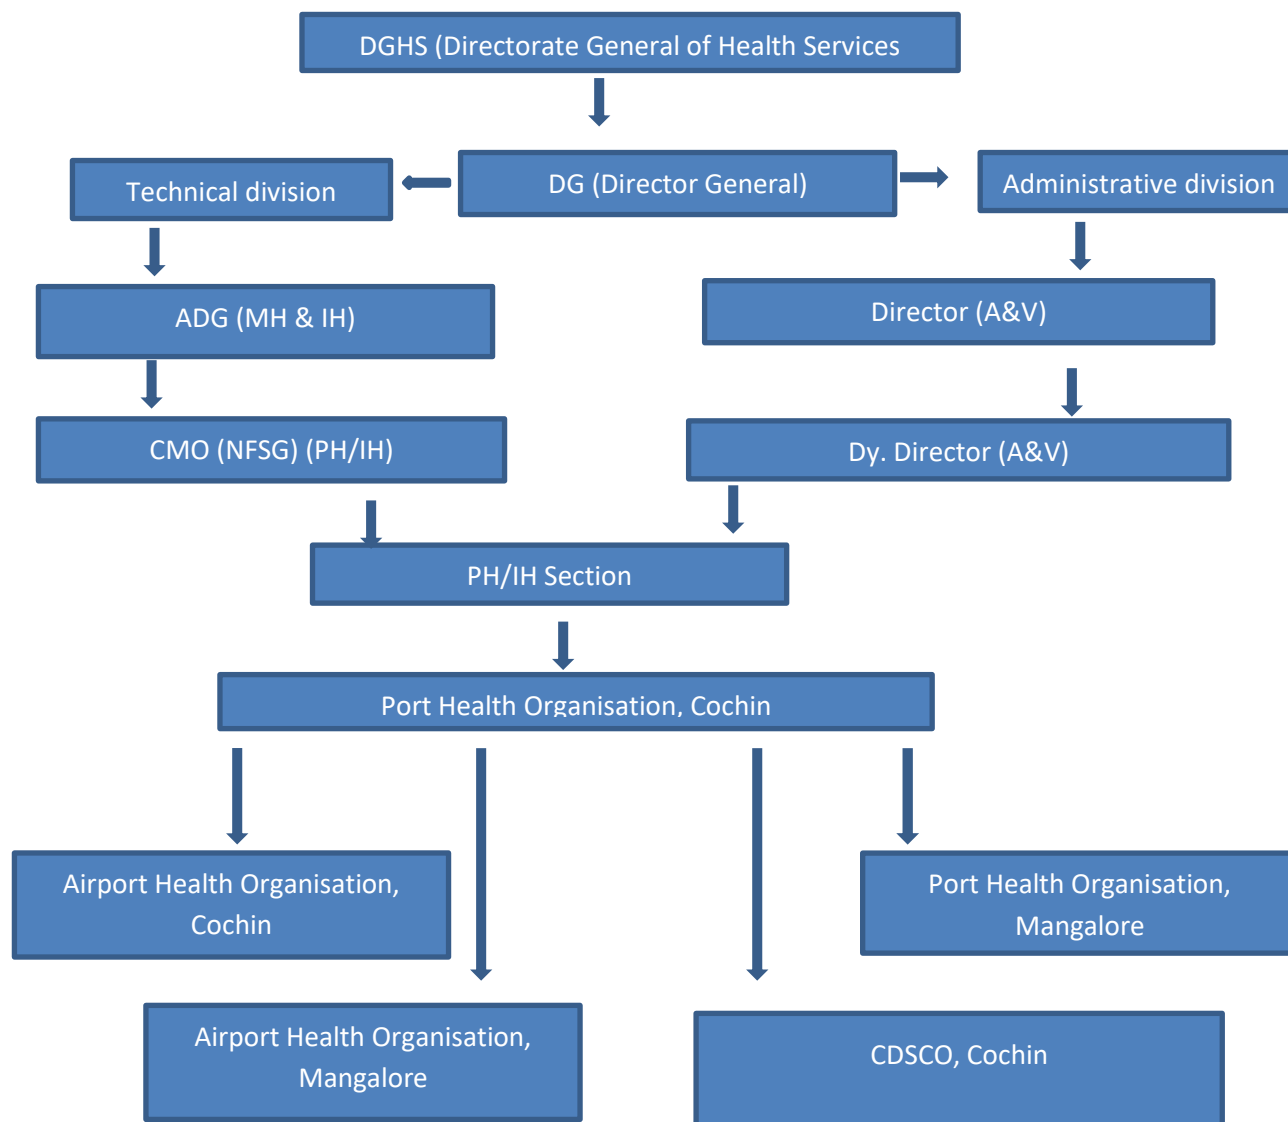 DGHS (Directorate General of Health Services
Technical division
DG (Director General)
Administrative division
ADG (MH & IH)
Director (A&V)
CMO (NFSG) (PH/IH)
Dy. Director (A&V)
PH/IH Section
Port Health Organisation, Cochin
Airport Health Organisation,
Cochin
Port Health Organisation,
Mangalore
Airport Health Organisation,
Mangalore
CDSCO, Cochin